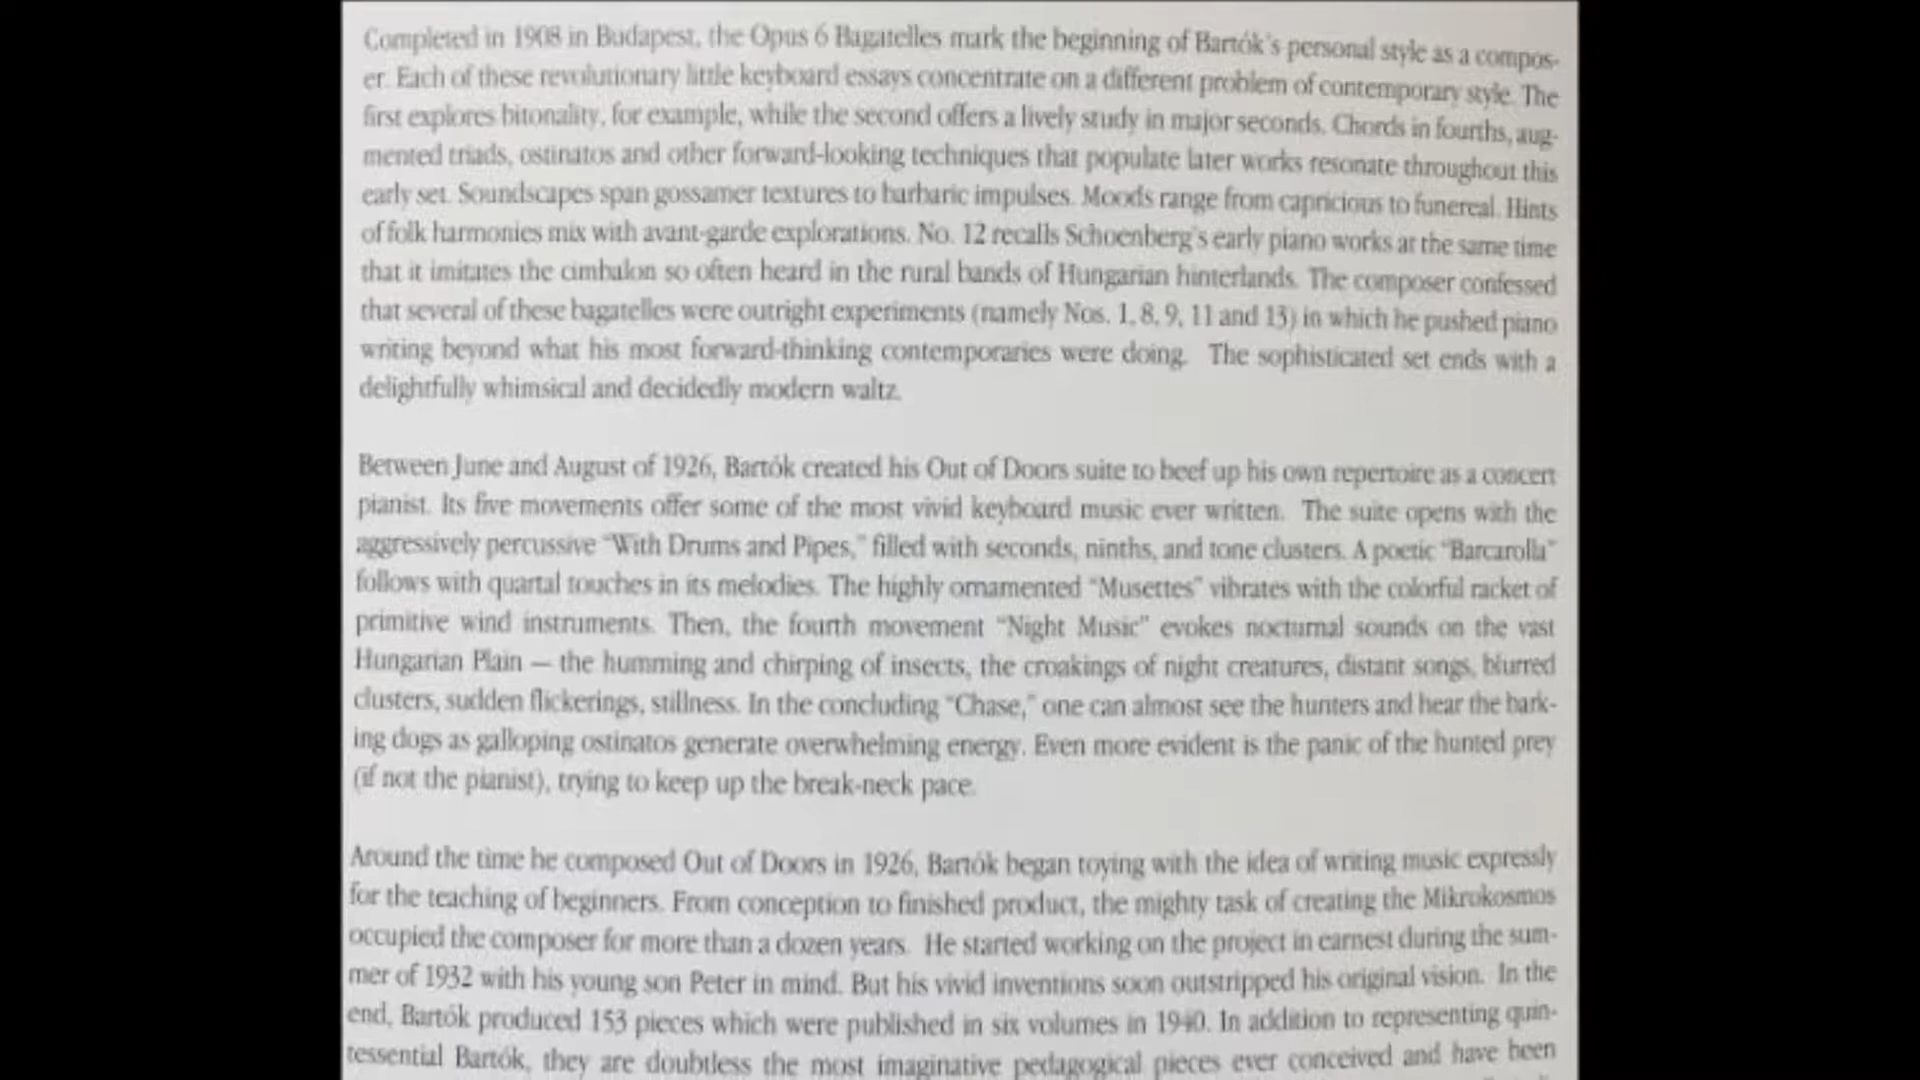 Completed in 1908 in Budapest, the Opus 6 Bagatelles mark the beginning of Bartók's personal style as a compos-
er. Each of these revolutionary little keyboard essays concentrate on a different problem of contemporary style. The
first explores bitonality, for example, while the second offers a lively study in major seconds. Chords in fourths, aug-
mented triads, ostinatos and other forward-looking techniques that populate later works resonate throughout this
early set. Soundscapes span gossamer textures to barbaric impulses. Moods range from capricious to funereal. Hints
of folk harmonies mix with avant-garde explorations. No. 12 recalls Schoenberg's early piano works at the same time
that it imitates the cimbalon so often heard in the rural bands of Hungarian hinterlands. The composer confessed
that several of these bagatelles were outright experiments (namely Nos. 1, 8, 9, 11 and 13) in which he pushed piano
writing beyond what his most forward-thinking contemporaries were doing. The sophisticated set ends with a
delightfully whimsical and decidedly modern waltz.
Between June and August of 1926, Bartók created his Out of Doors suite to beef up his own repertoire as a concert
pianist. Its five movements offer some of the most vivid keyboard music ever written. The suite opens with the
aggressively percussive "With Drums and Pipes," filled with seconds, ninths, and tone clusters. A poetic "Barcarolla"
follows with quartal touches in its melodies. The highly ornamented "Musettes" vibrates with the colorful racket of
primitive wind instruments. Then, the fourth movement "Night Music" evokes nocturnal sounds on the vast
Hungarian Plain — the humming and chirping of insects, the croakings of night creatures, distant songs, blurred
clusters, sudden flickerings, stillness. In the concluding "Chase," one can almost see the hunters and hear the bark-
ing dogs as galloping ostinatos generate overwhelming energy. Even more evident is the panic of the hunted prey
(if not the pianist), trying to keep up the break-neck pace.
Around the time he composed Out of Doors in 1926, Bartók began toying with the idea of writing music expressly
for the teaching of beginners. From conception to finished product, the mighty task of creating the Mikrokosmos
occupied the composer for more than a dozen years. He started working on the project in earnest during the sum-
mer of 1932 with his young son Peter in mind. But his vivid inventions soon outstripped his original vision. In the
end, Bartók produced 153 pieces which were published in six volumes in 1940. In addition to representing quin-
tessential Bartók, they are doubtless the most imaginative pedagogical pieces ever conceived and have been